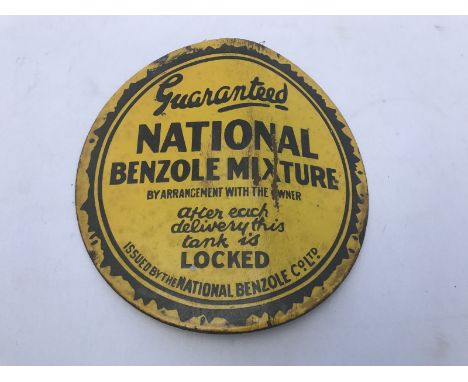 Guaranteed
NATIONAL
BENZOLE MIXTURE
BY ARRANGEMENT WITH THE OWNER
after each
delivery this
tank is
LOCKED
ISSUED BY THE NATIONAL BENZOLE CO LTD